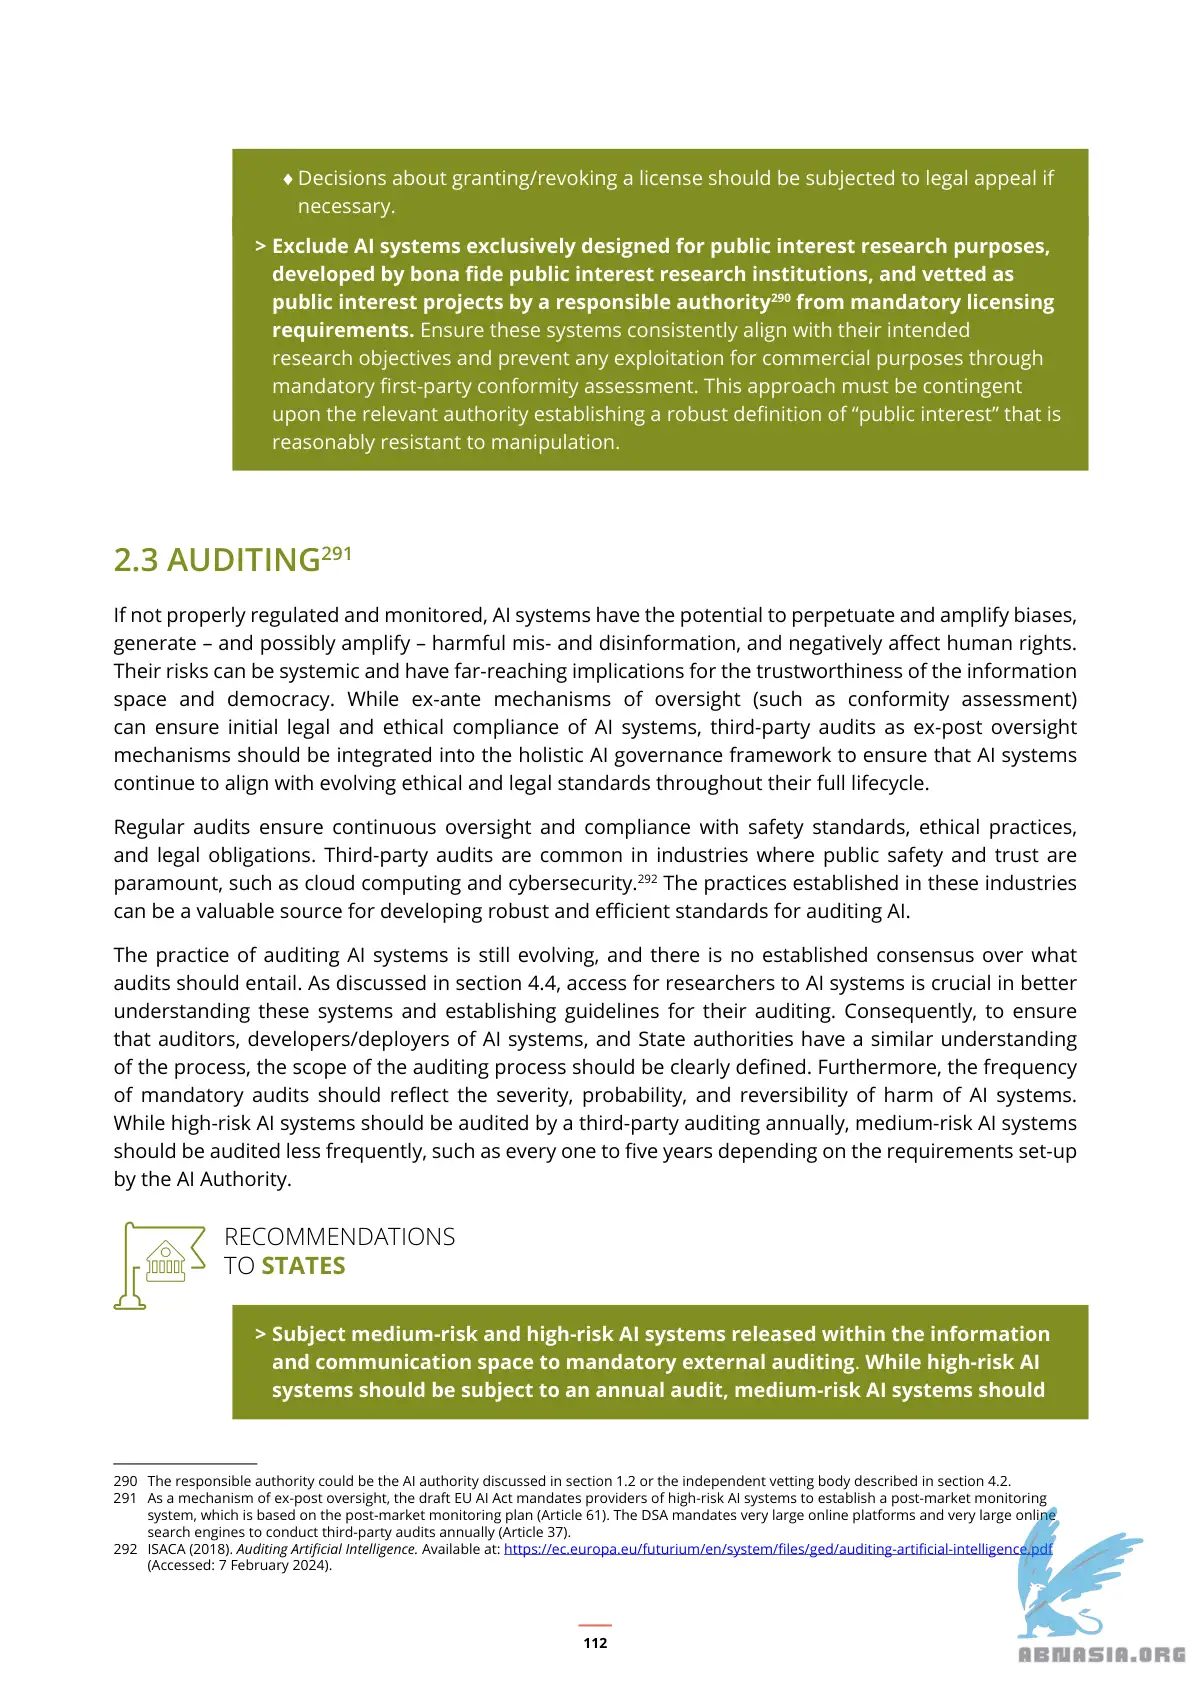 ♦ Decisions about granting/revoking a license should be subjected to legal appeal if
necessary.
> Exclude AI systems exclusively designed for public interest research purposes,
developed by bona fide public interest research institutions, and vetted as
public interest projects by a responsible authority290 from mandatory licensing
requirements. Ensure these systems consistently align with their intended
research objectives and prevent any exploitation for commercial purposes through
mandatory first-party conformity assessment. This approach must be contingent
upon the relevant authority establishing a robust definition of “public interest” that is
reasonably resistant to manipulation.
2.3 AUDITING291
If not properly regulated and monitored, AI systems have the potential to perpetuate and amplify biases,
generate – and possibly amplify – harmful mis- and disinformation, and negatively affect human rights.
Their risks can be systemic and have far-reaching implications for the trustworthiness of the information
space and democracy. While ex-ante mechanisms of oversight (such as conformity assessment)
can ensure initial legal and ethical compliance of AI systems, third-party audits as ex-post oversight
mechanisms should be integrated into the holistic AI governance framework to ensure that AI systems
continue to align with evolving ethical and legal standards throughout their full lifecycle.
Regular audits ensure continuous oversight and compliance with safety standards, ethical practices,
and legal obligations. Third-party audits are common in industries where public safety and trust are
paramount, such as cloud computing and cybersecurity.292 The practices established in these industries
can be a valuable source for developing robust and efficient standards for auditing AI.
The practice of auditing AI systems is still evolving, and there is no established consensus over what
audits should entail. As discussed in section 4.4, access for researchers to AI systems is crucial in better
understanding these systems and establishing guidelines for their auditing. Consequently, to ensure
that auditors, developers/deployers of AI systems, and State authorities have a similar understanding
of the process, the scope of the auditing process should be clearly defined. Furthermore, the frequency
of mandatory audits should reflect the severity, probability, and reversibility of harm of AI systems.
While high-risk AI systems should be audited by a third-party auditing annually, medium-risk AI systems
should be audited less frequently, such as every one to five years depending on the requirements set-up
by the AI Authority.
RECOMMENDATIONS
TO STATES
> Subject medium-risk and high-risk AI systems released within the information
and communication space to mandatory external auditing. While high-risk AI
systems should be subject to an annual audit, medium-risk AI systems should
290 The responsible authority could be the AI authority discussed in section 1.2 or the independent vetting body described in section 4.2.
291 As a mechanism of ex-post oversight, the draft EU AI Act mandates providers of high-risk AI systems to establish a post-market monitoring
system, which is based on the post-market monitoring plan (Article 61). The DSA mandates very large online platforms and very large online
search engines to conduct third-party audits annually (Article 37).
292 ISACA (2018). Auditing Artificial Intelligence. Available at: https://ec.europa.eu/futurium/en/system/files/ged/auditing-artificial-intelligence.pdf
(Accessed: 7 February 2024).
112
ABNASIA.ORG